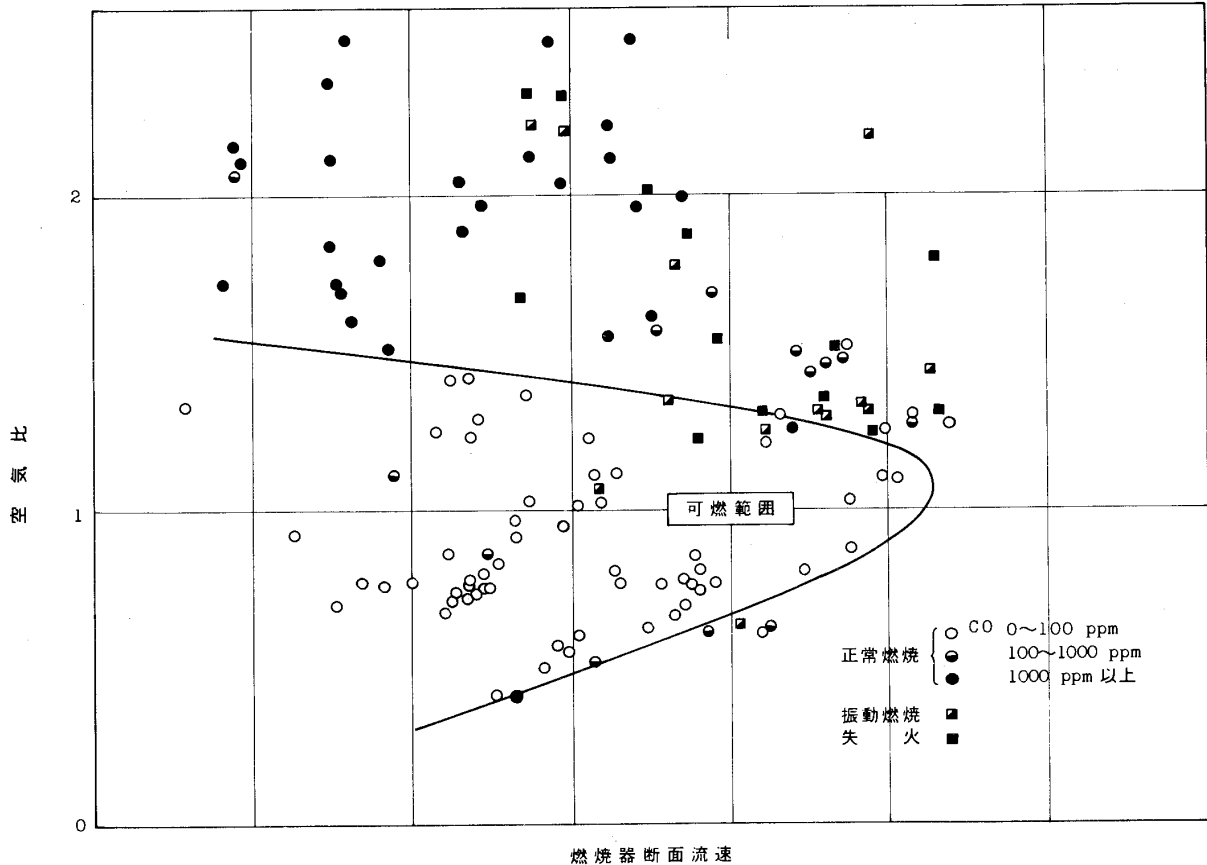 2
1
0
空気比
可燃範囲
正常燃焼
CO 0～100 ppm
100～1000 ppm
1000 ppm 以上
振動燃焼
失火
燃焼器断面流速